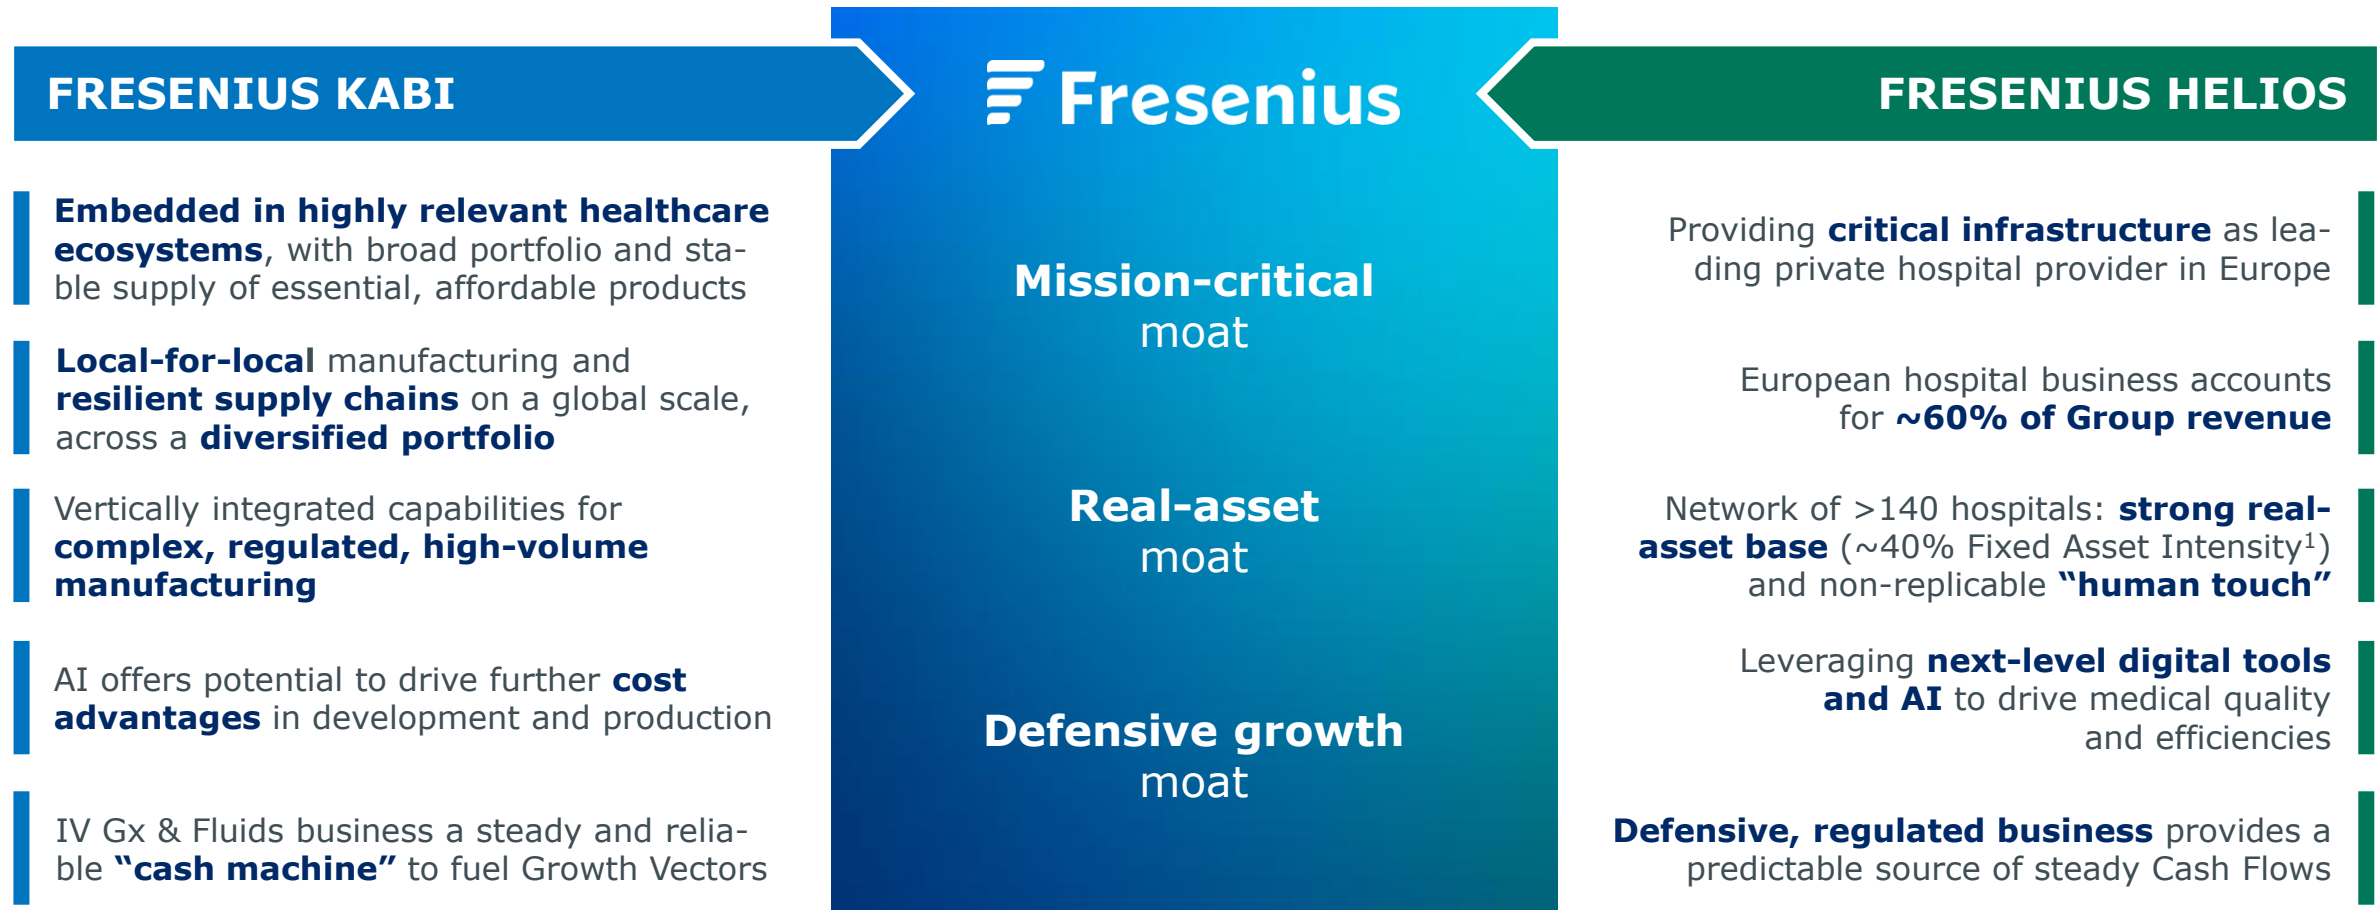 FRESENIUS KABI
Embedded in highly relevant healthcare
ecosystems, with broad portfolio and sta-
ble supply of essential, affordable products
Local-for-local manufacturing and
resilient supply chains on a global scale,
across a diversified portfolio
Vertically integrated capabilities for
complex, regulated, high-volume
manufacturing
AI offers potential to drive further cost
advantages in development and production
IV Gx & Fluids business a steady and relia-
ble “cash machine” to fuel Growth Vectors
Fresenius
Mission-critical
moat
Real-asset
moat
Defensive growth
moat
FRESENIUS HELIOS
Providing critical infrastructure as lea-
ding private hospital provider in Europe
European hospital business accounts
for ~60% of Group revenue
Network of >140 hospitals: strong real-
asset base (~40% Fixed Asset Intensity¹)
and non-replicable “human touch”
Leveraging next-level digital tools
and AI to drive medical quality
and efficiencies
Defensive, regulated business provides a
predictable source of steady Cash Flows